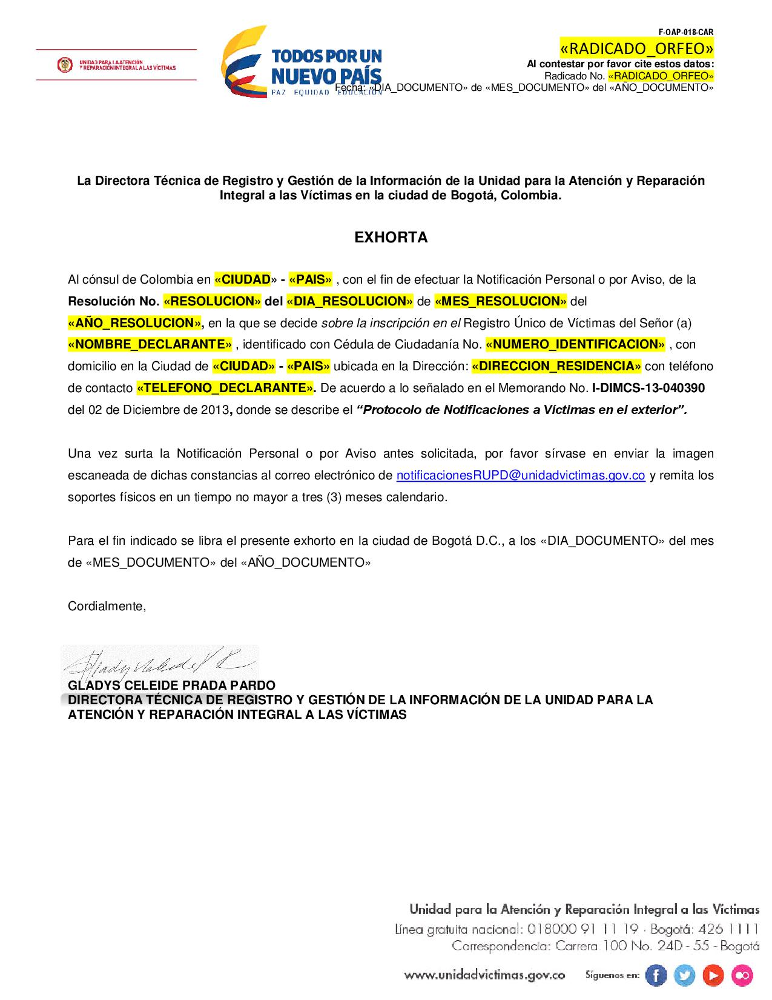 F-OAP-018-CAR
«RADICADO_ORFEO»
Al contestar por favor cite estos datos:
Radicado No. «RADICADO_ORFEO»
Fecha: «DIA_DOCUMENTO» de «MES_DOCUMENTO» del «AÑO_DOCUMENTO»
UNIDAD PARA LA ATENCIÓN
Y REPARACIÓN INTEGRAL A LAS VÍCTIMAS
TODOS POR UN
NUEVO PAÍS
PAZ EQUIDAD EDUCACIÓN
La Directora Técnica de Registro y Gestión de la Información de la Unidad para la Atención y Reparación
Integral a las Víctimas en la ciudad de Bogotá, Colombia.
EXHORTA
Al cónsul de Colombia en «CIUDAD» - «PAIS» , con el fin de efectuar la Notificación Personal o por Aviso, de la
Resolución No. «RESOLUCION» del «DIA_RESOLUCION» de «MES_RESOLUCION» del
«AÑO_RESOLUCION», en la que se decide sobre la inscripción en el Registro Único de Víctimas del Señor (a)
«NOMBRE_DECLARANTE» , identificado con Cédula de Ciudadanía No. «NUMERO_IDENTIFICACION» , con
domicilio en la Ciudad de «CIUDAD» - «PAIS» ubicada en la Dirección: «DIRECCION_RESIDENCIA» con teléfono
de contacto «TELEFONO_DECLARANTE». De acuerdo a lo señalado en el Memorando No. I-DIMCS-13-040390
del 02 de Diciembre de 2013, donde se describe el “Protocolo de Notificaciones a Víctimas en el exterior”.
Una vez surta la Notificación Personal o por Aviso antes solicitada, por favor sírvase en enviar la imagen
escaneada de dichas constancias al correo electrónico de notificacionesRUPD@unidadvictimas.gov.co y remita los
soportes físicos en un tiempo no mayor a tres (3) meses calendario.
Para el fin indicado se libra el presente exhorto en la ciudad de Bogotá D.C., a los «DIA_DOCUMENTO» del mes
de «MES_DOCUMENTO» del «AÑO_DOCUMENTO»
Cordialmente,
GLADYS CELEIDE PRADA PARDO
DIRECTORA TÉCNICA DE REGISTRO Y GESTIÓN DE LA INFORMACIÓN DE LA UNIDAD PARA LA
ATENCIÓN Y REPARACIÓN INTEGRAL A LAS VÍCTIMAS
Unidad para la Atención y Reparación Integral a las Víctimas
Línea gratuita nacional: 018000 91 11 19 · Bogotá: 426 1111
Correspondencia: Carrera 100 No. 24D - 55 - Bogotá
www.unidadvictimas.gov.co Síguenos en: